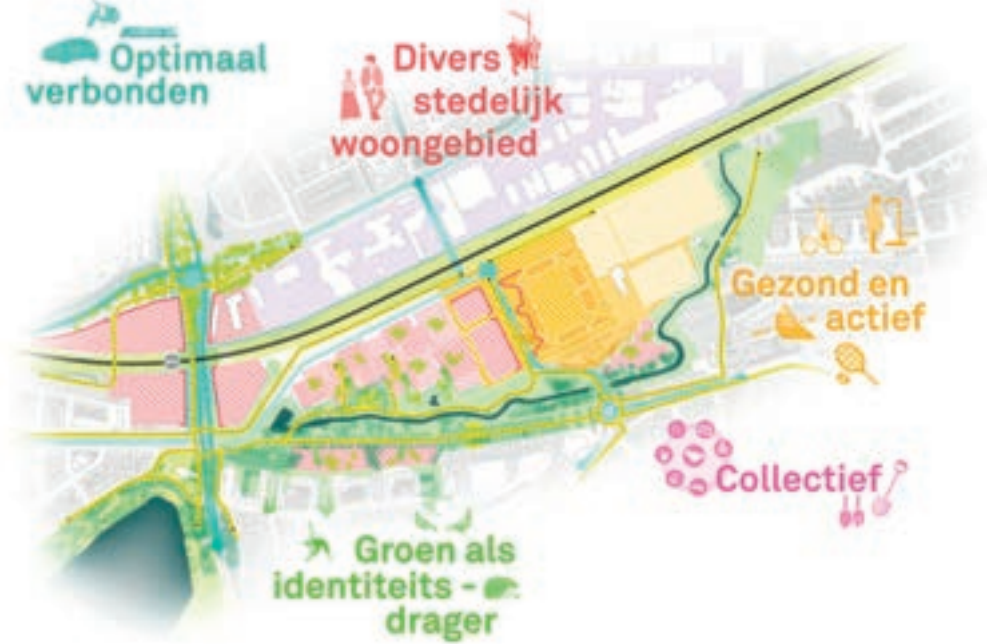 Optimaal
verbonden
Divers
stedelijk
woongebied
Gezond en
actief
Collectief
Groen als
identiteits -
drager